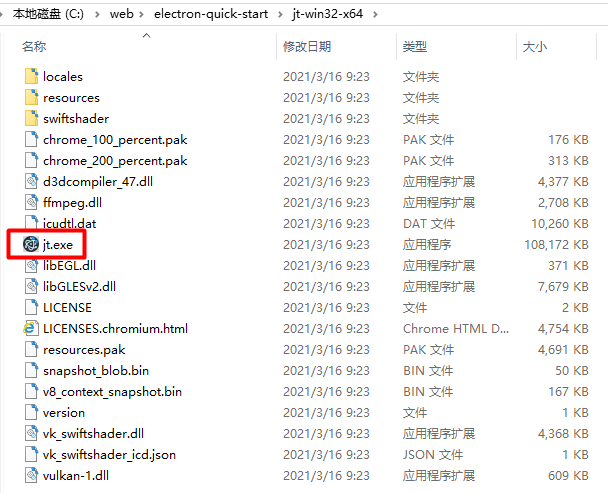 本地磁盘 (C:) › web › electron-quick-start › jt-win32-x64 ›
名称 修改日期 类型 大小
locales 2021/3/16 9:23 文件夹
resources 2021/3/16 9:23 文件夹
swiftshader 2021/3/16 9:23 文件夹
chrome_100_percent.pak 2021/3/16 9:23 PAK 文件 176 KB
chrome_200_percent.pak 2021/3/16 9:23 PAK 文件 313 KB
d3dcompiler_47.dll 2021/3/16 9:23 应用程序扩展 4,377 KB
ffmpeg.dll 2021/3/16 9:23 应用程序扩展 2,708 KB
icudtl.dat 2021/3/16 9:23 DAT 文件 10,260 KB
jt.exe 2021/3/16 9:23 应用程序 108,172 KB
libEGL.dll 2021/3/16 9:23 应用程序扩展 371 KB
libGLESv2.dll 2021/3/16 9:23 应用程序扩展 7,679 KB
LICENSE 2021/3/16 9:23 文件 2 KB
LICENSES.chromium.html 2021/3/16 9:23 Chrome HTML D... 4,754 KB
resources.pak 2021/3/16 9:23 PAK 文件 4,691 KB
snapshot_blob.bin 2021/3/16 9:23 BIN 文件 50 KB
v8_context_snapshot.bin 2021/3/16 9:23 BIN 文件 167 KB
version 2021/3/16 9:23 文件 1 KB
vk_swiftshader.dll 2021/3/16 9:23 应用程序扩展 4,368 KB
vk_swiftshader_icd.json 2021/3/16 9:23 JSON 文件 1 KB
vulkan-1.dll 2021/3/16 9:23 应用程序扩展 609 KB